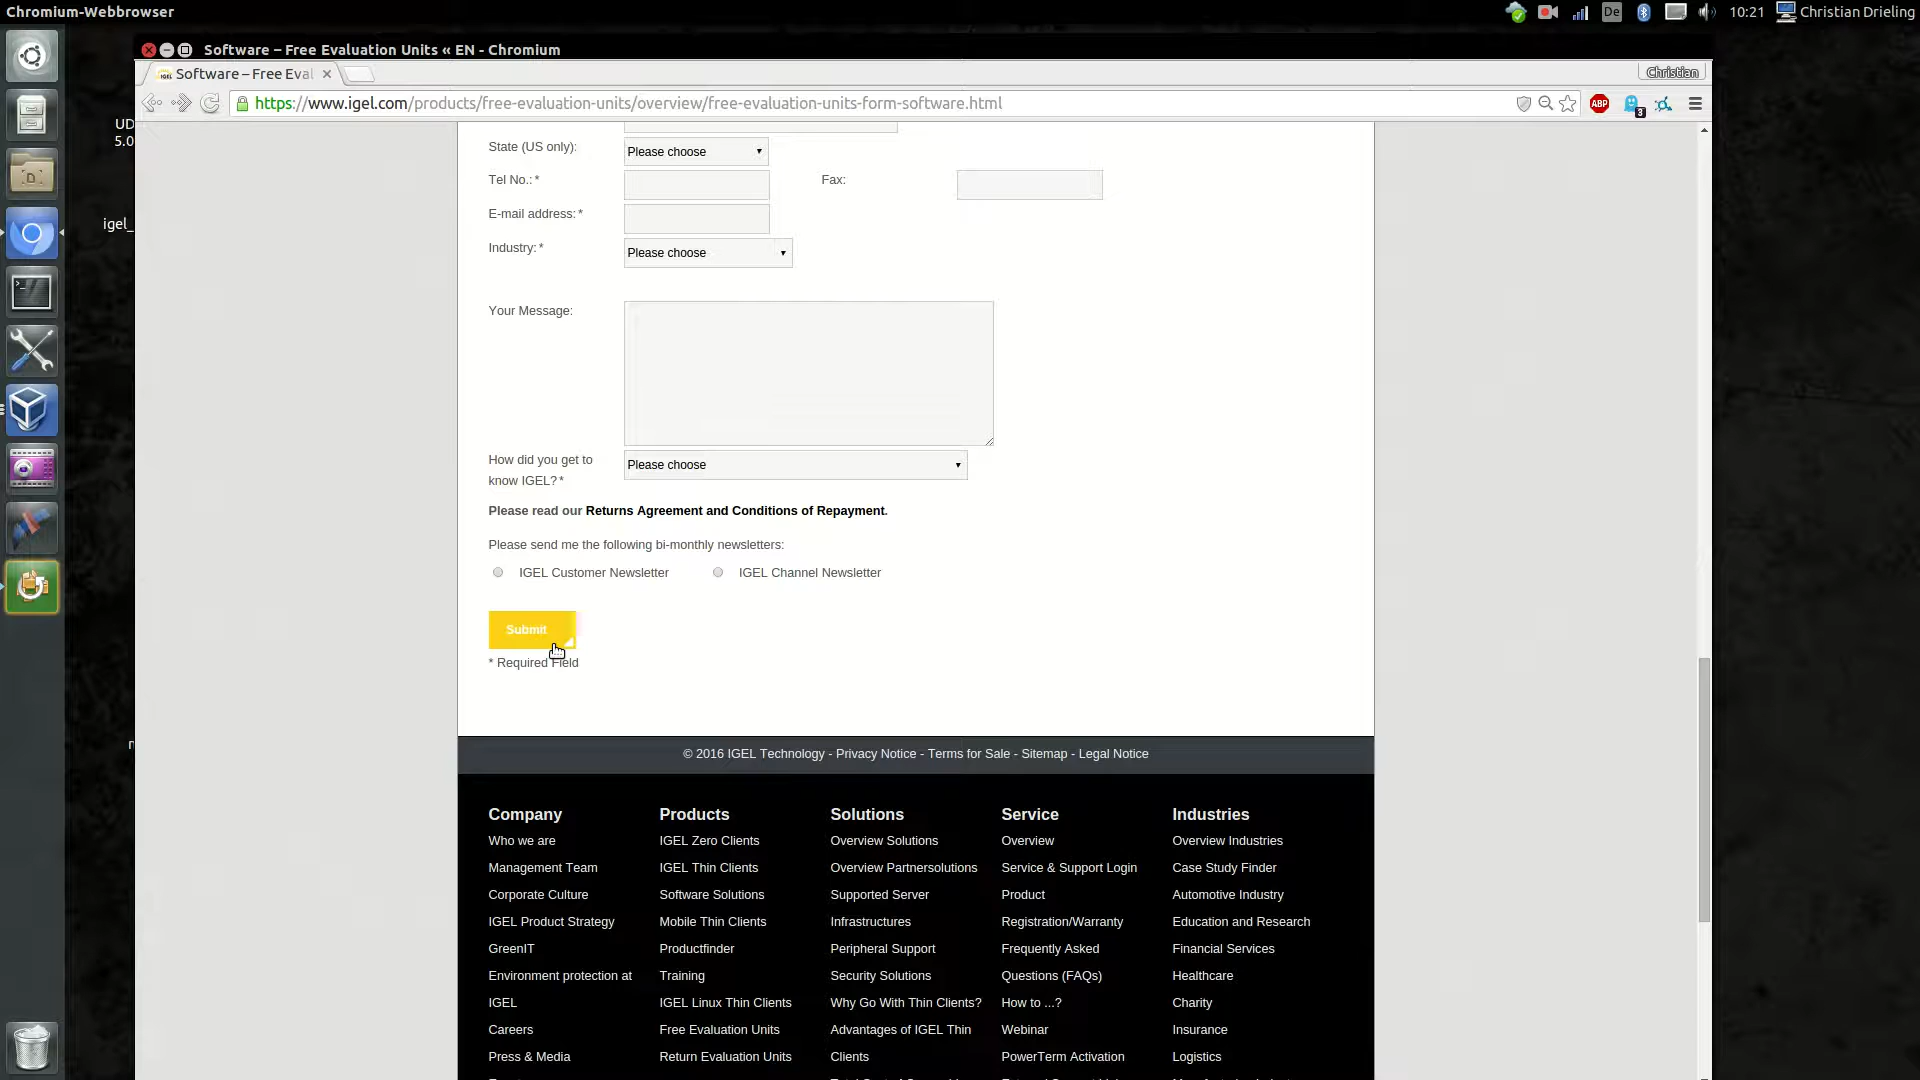 Chromium-Webbrowser
De
10:21
Christian Drieling
Software – Free Evaluation Units « EN - Chromium
Software – Free Eval
Christian
https://www.igel.com/products/free-evaluation-units/overview/free-evaluation-units-form-software.html
ABP
3
UD
5.0
igel_
State (US only):
Please choose
Tel No.: *
Fax:
E-mail address: *
Industry: *
Please choose
Your Message:
How did you get to
know IGEL? *
Please choose
Please read our Returns Agreement and Conditions of Repayment.
Please send me the following bi-monthly newsletters:
IGEL Customer Newsletter
IGEL Channel Newsletter
Submit
* Required Field
© 2016 IGEL Technology - Privacy Notice - Terms for Sale - Sitemap - Legal Notice
Company
Who we are
Management Team
Corporate Culture
IGEL Product Strategy
GreenIT
Environment protection at
IGEL
Careers
Press & Media
Products
IGEL Zero Clients
IGEL Thin Clients
Software Solutions
Mobile Thin Clients
Productfinder
Training
IGEL Linux Thin Clients
Free Evaluation Units
Return Evaluation Units
Solutions
Overview Solutions
Overview Partnersolutions
Supported Server
Infrastructures
Peripheral Support
Security Solutions
Why Go With Thin Clients?
Advantages of IGEL Thin
Clients
Service
Overview
Service & Support Login
Product
Registration/Warranty
Frequently Asked
Questions (FAQs)
How to ...?
Webinar
PowerTerm Activation
Industries
Overview Industries
Case Study Finder
Automotive Industry
Education and Research
Financial Services
Healthcare
Charity
Insurance
Logistics